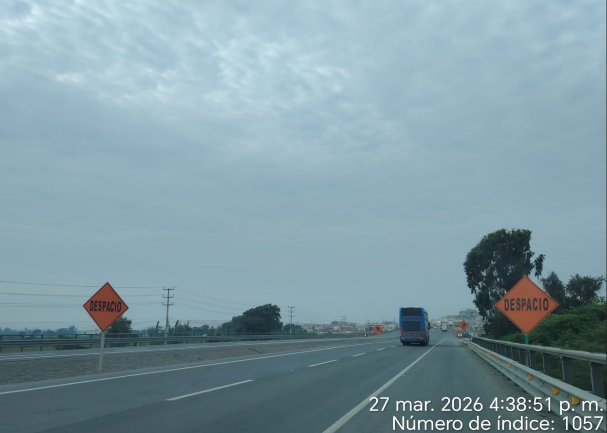 DESPACIO
DESPACIO
27 mar. 2026 4:38:51 p. m.
Número de índice: 1057